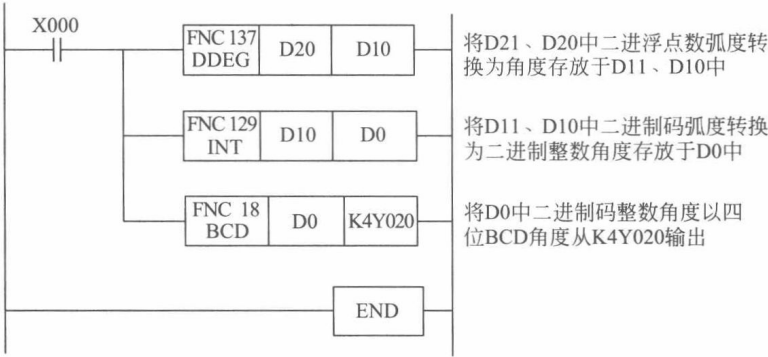 X000
FNC 137 DDEG D20 D10
将D21、D20中二进浮点数弧度转
换为角度存放于D11、D10中
FNC 129 INT D10 D0
将D11、D10中二进制码弧度转换
为二进制整数角度存放于D0中
FNC 18 BCD D0 K4Y020
将D0中二进制码整数角度以四
位BCD角度从K4Y020输出
END